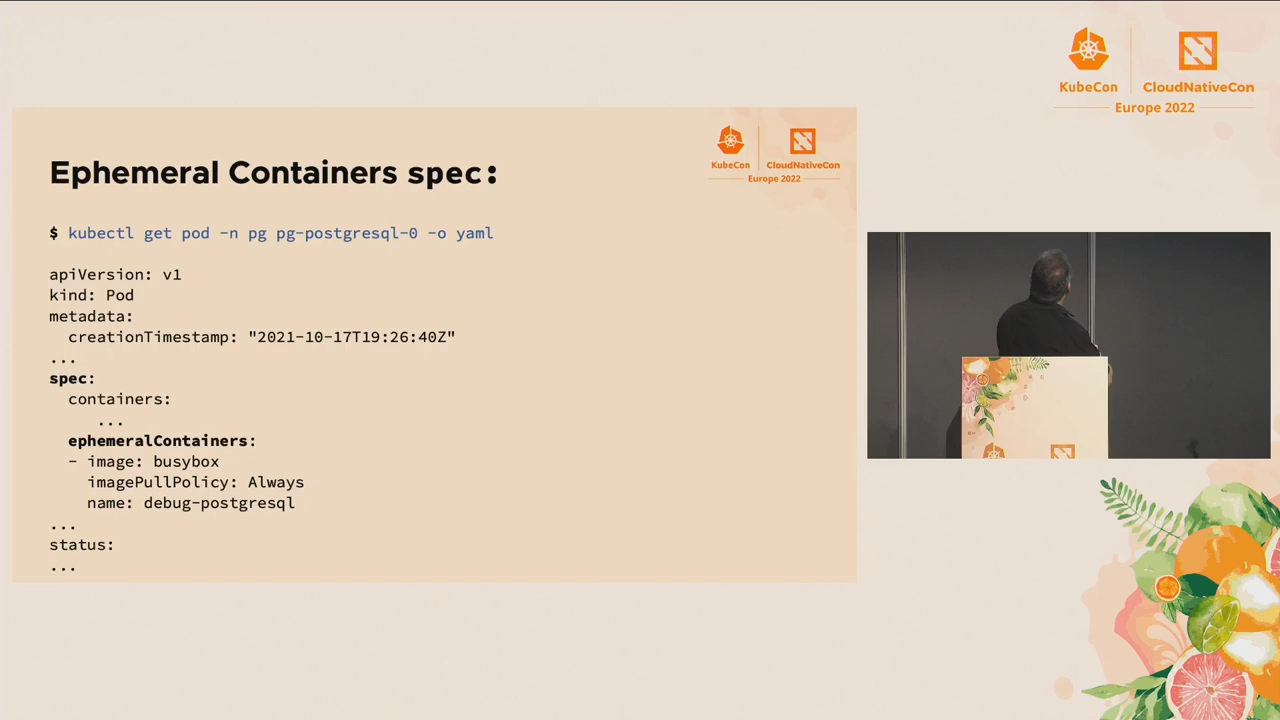 KubeCon
CloudNativeCon
Europe 2022
KubeCon
CloudNativeCon
Europe 2022
Ephemeral Containers spec:
$ kubectl get pod -n pg pg-postgresql-0 -o yaml
apiVersion: v1
kind: Pod
metadata:
  creationTimestamp: "2021-10-17T19:26:40Z"
...
spec:
  containers:
     ...
  ephemeralContainers:
  - image: busybox
    imagePullPolicy: Always
    name: debug-postgresql
...
status:
...